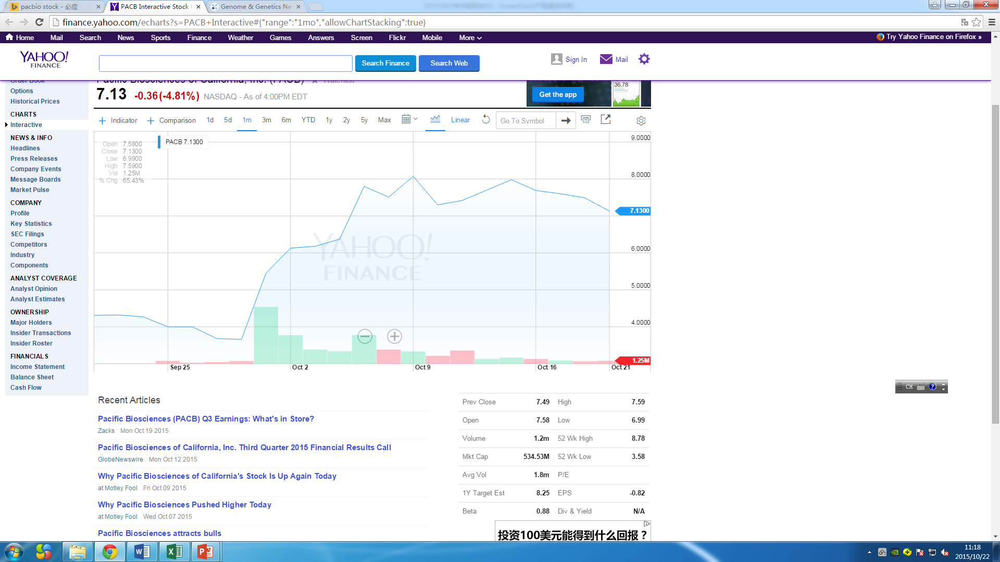 pacbio stock - 必应
PACB Interactive Stock
Genome & Genetics Ne
finance.yahoo.com/echarts?s=PACB+Interactive#{"range":"1mo","allowChartStacking":true}
Home Mail Search News Sports Finance Weather Games Answers Screen Flickr Mobile More
Try Yahoo Finance on Firefox »
YAHOO!
FINANCE
Search Finance
Search Web
Sign In
Mail
Order Book
Options
Historical Prices
CHARTS
Interactive
NEWS & INFO
Headlines
Press Releases
Company Events
Message Boards
Market Pulse
COMPANY
Profile
Key Statistics
SEC Filings
Competitors
Industry
Components
ANALYST COVERAGE
Analyst Opinion
Analyst Estimates
OWNERSHIP
Major Holders
Insider Transactions
Insider Roster
FINANCIALS
Income Statement
Balance Sheet
Cash Flow
Pacific Biosciences of California, Inc. (PACB) Watchlist
7.13 -0.36(-4.81%) NASDAQ - As of 4:00PM EDT
Get the app
36.78
Indicator Comparison 1d 5d 1m 3m 6m YTD 1y 2y 5y Max Linear Go To Symbol
PACB 7.1300
Open 7.5800
Close 7.1300
Low 6.9900
High 7.5900
Vol 1.25M
% Chg 65.43%
9.0000
8.0000
7.1300
6.0000
5.0000
4.0000
1.25M
YAHOO!
FINANCE
Sep 25 Oct 2 Oct 9 Oct 16 Oct 21
Recent Articles
Pacific Biosciences (PACB) Q3 Earnings: What's in Store?
Zacks Mon Oct 19 2015
Pacific Biosciences of California, Inc. Third Quarter 2015 Financial Results Call
GlobeNewswire Mon Oct 12 2015
Why Pacific Biosciences of California's Stock Is Up Again Today
at Motley Fool Fri Oct 09 2015
Why Pacific Biosciences Pushed Higher Today
at Motley Fool Wed Oct 07 2015
Pacific Biosciences attracts bulls
Prev Close 7.49 High 7.59
Open 7.58 Low 6.99
Volume 1.2m 52 Wk High 8.78
Mkt Cap 534.53M 52 Wk Low 3.58
Avg Vol 1.8m P/E
1Y Target Est 8.25 EPS -0.82
Beta 0.88 Div & Yield N/A
投资100美元能得到什么回报？
CH
11:18
2015/10/22